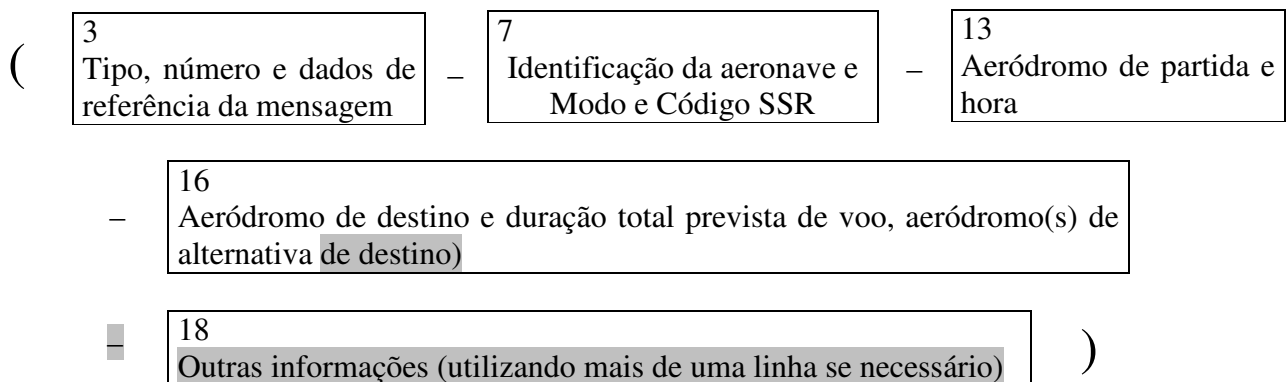 3 7 13
( Tipo, número e dados de – Identificação da aeronave e – Aeródromo de partida e
referência da mensagem Modo e Código SSR hora
16
– Aeródromo de destino e duração total prevista de voo, aeródromo(s) de
alternativa de destino)
18
– Outras informações (utilizando mais de uma linha se necessário) )